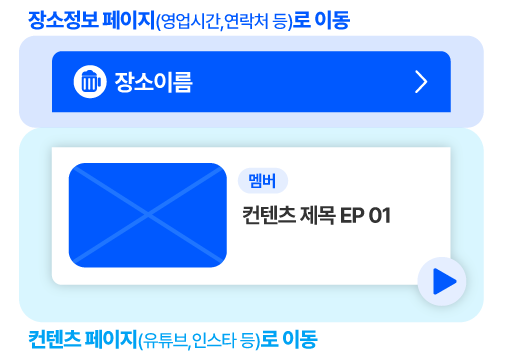 장소정보 페이지(영업시간,연락처 등)로 이동
장소이름
멤버
컨텐츠 제목 EP 01
컨텐츠 페이지(유튜브,인스타 등)로 이동